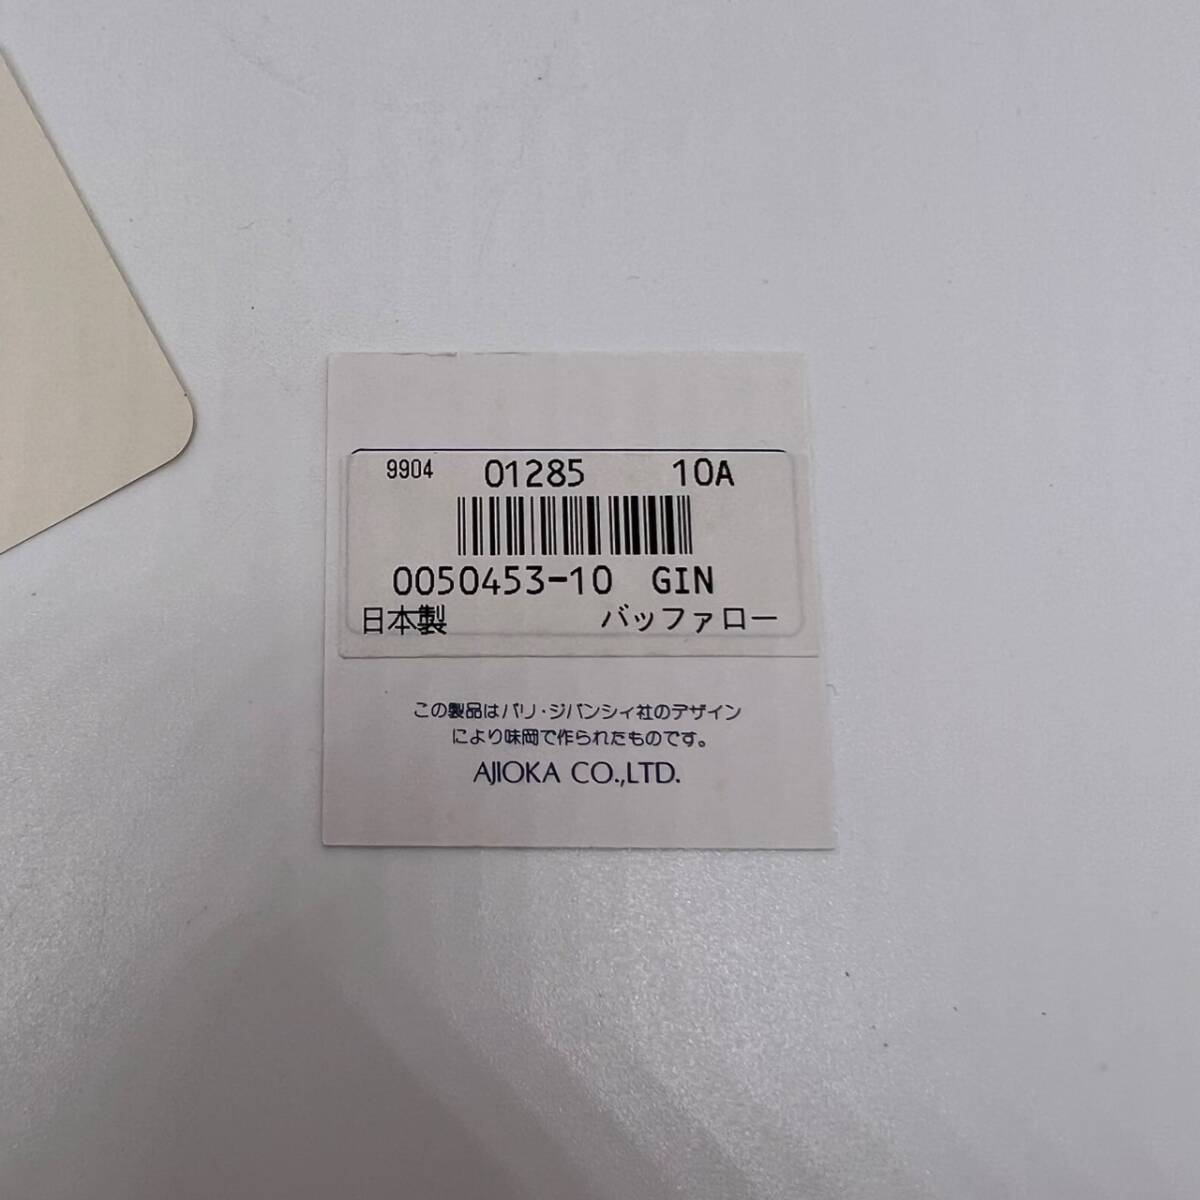 9904 01285 10A
0050453-10 GIN
日本製 バッファロー
この製品はパリ・ジバンシィ社のデザイン
により味岡で作られたものです。
AJIOKA CO.,LTD.